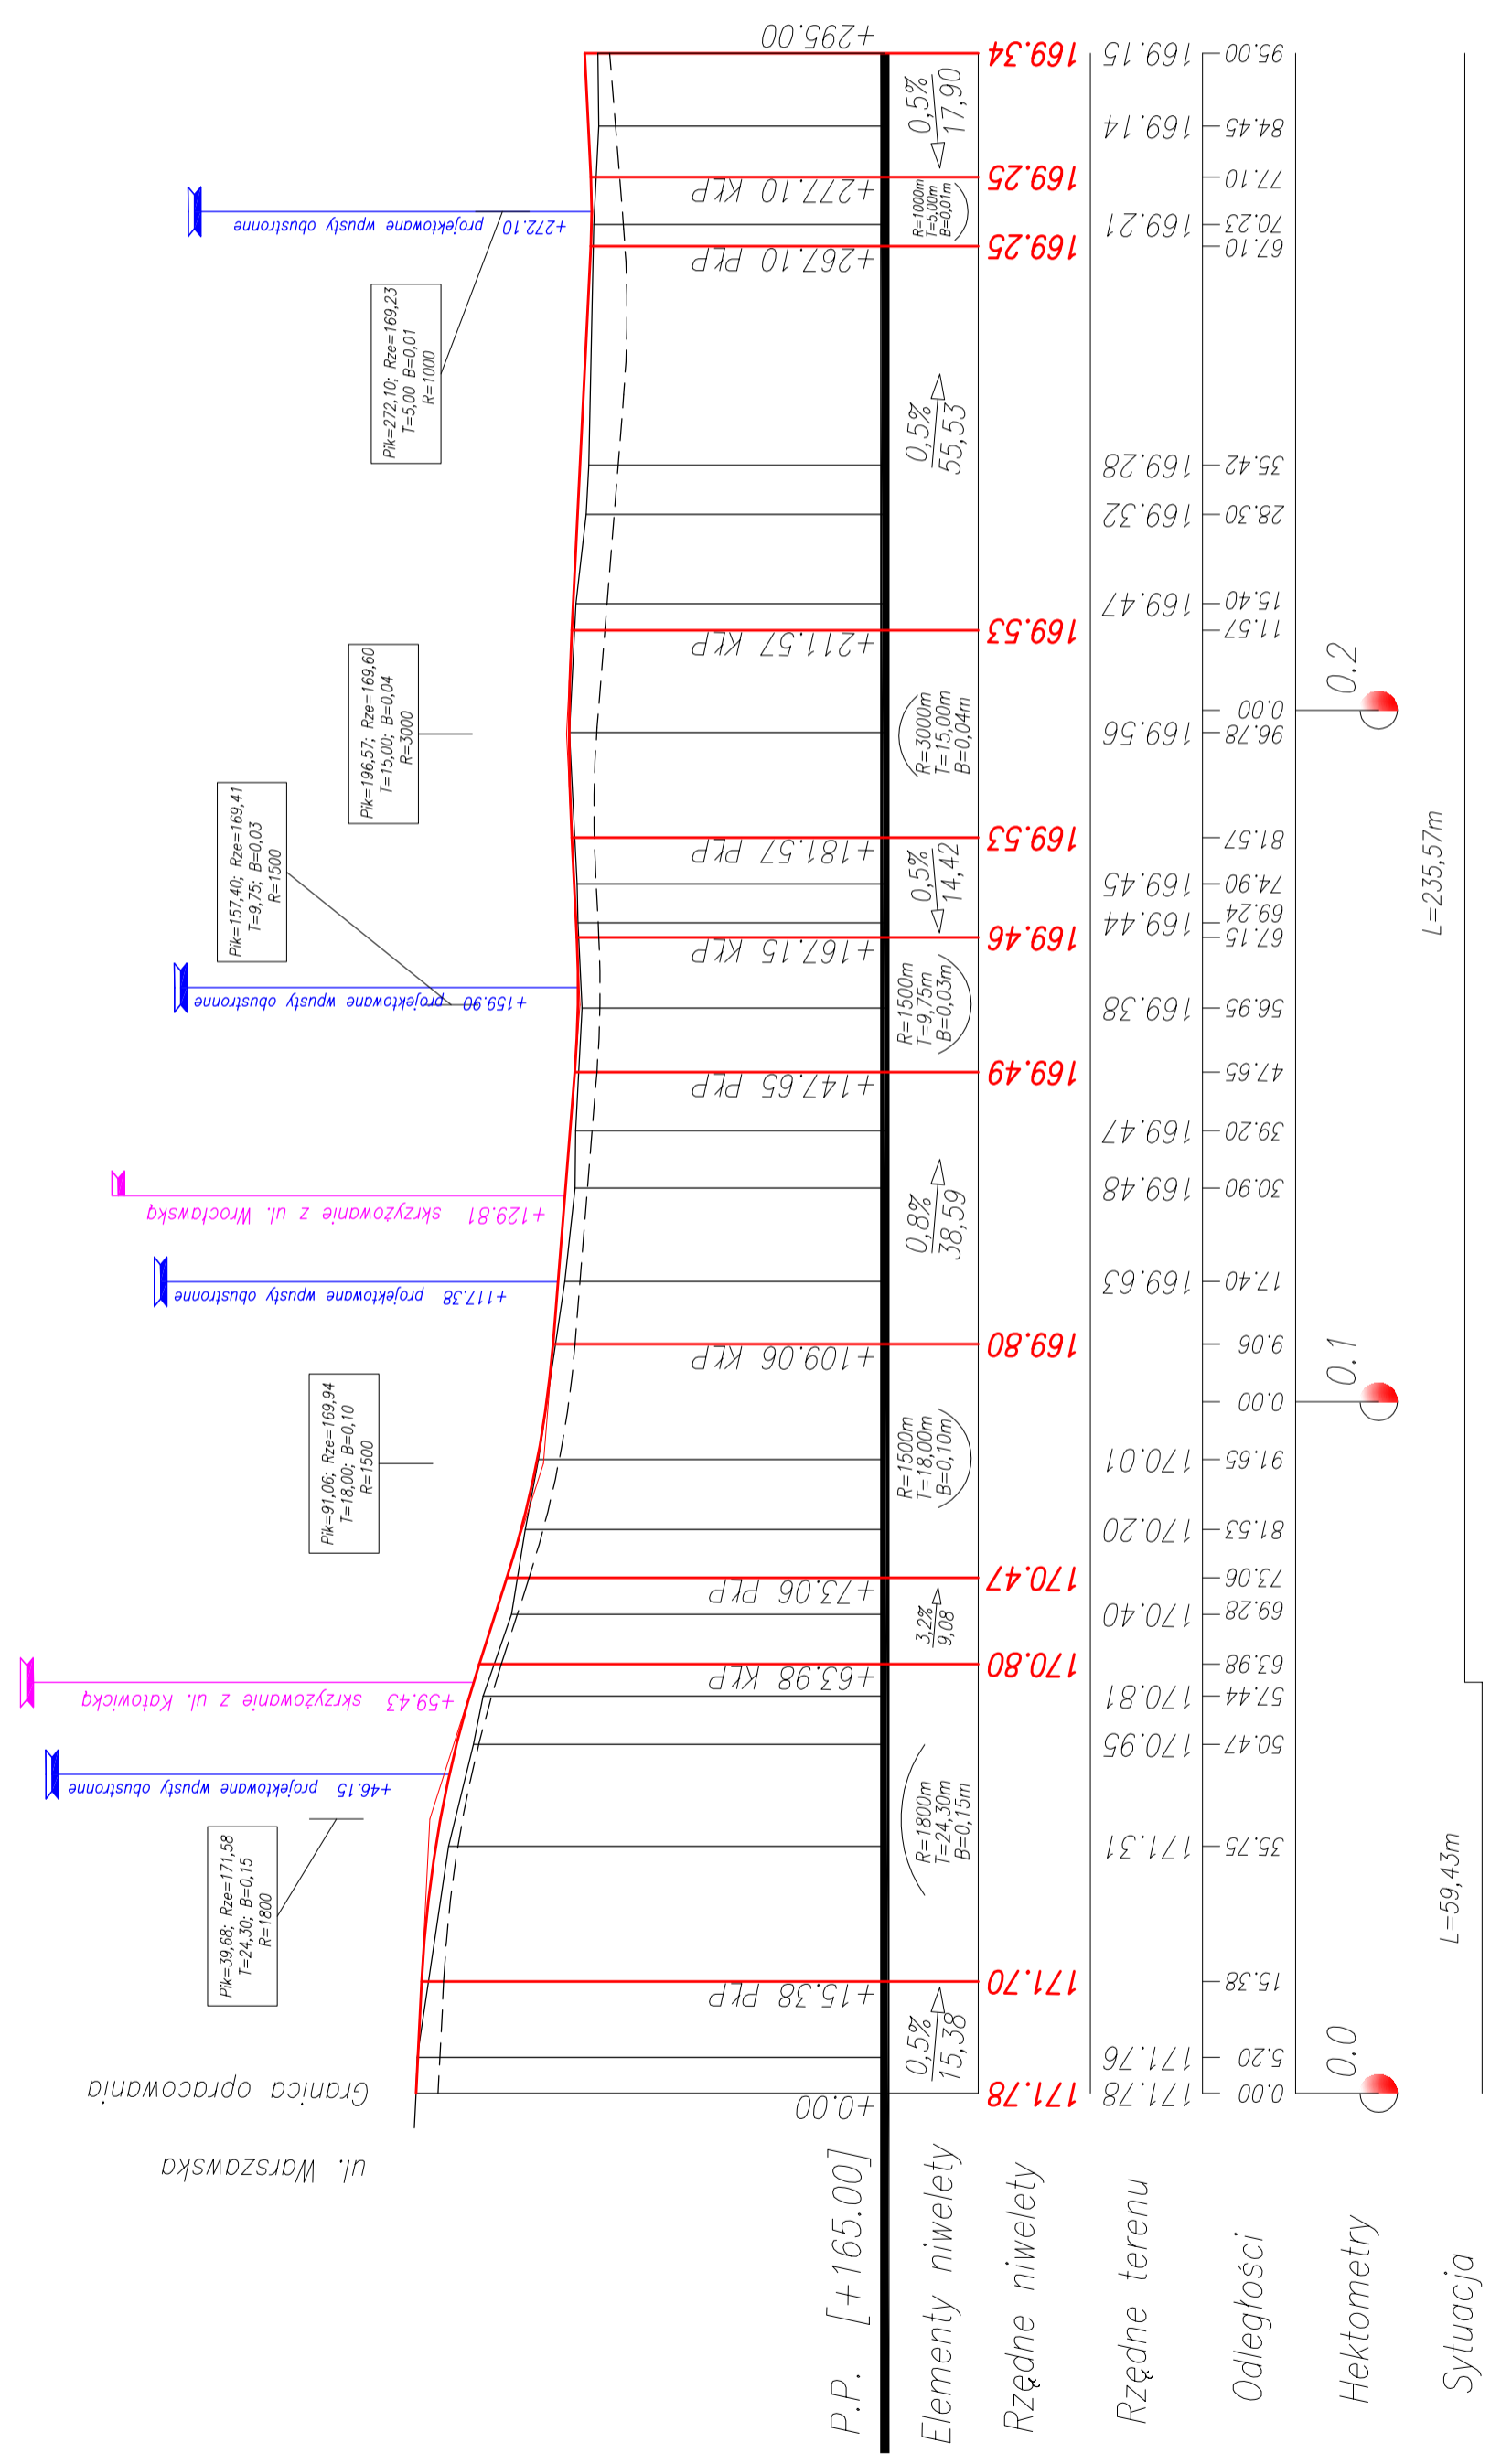 ul. Warszawska
Granica opracowania
Pik=39,68; Rze=171,58
T=24,30; B=0,15
R=1800
+46.15 projektowane wpusty obustronne
+59.43 skrzyżowanie z ul. Katowicką
Pik=91,06; Rze=169,94
T=18,00; B=0,10
R=1500
+117.38 projektowane wpusty obustronne
+129.81 skrzyżowanie z ul. Wrocławską
+159.90 projektowane wpusty obustronne
Pik=157,40; Rze=169,41
T=9,75; B=0,03
R=1500
Pik=196,57; Rze=169,60
T=15,00; B=0,04
R=3000
Pik=272,10; Rze=169,23
T=5,00 B=0,01
R=1000
+272.10 projektowane wpusty obustronne
P.P. [+165.00]
+0.00
+15.38 PŁP
+63.98 KŁP
+73.06 PŁP
+109.06 KŁP
+147.65 PŁP
+167.15 KŁP
+181.57 PŁP
+211.57 KŁP
+267.10 PŁP
+277.10 KŁP
+295.00
Elementy niwelety
0,5%
15,38
R=1800m
T=24,30m
B=0,15m
3,2%
9,08
R=1500m
T=18,00m
B=0,10m
0,8%
38,59
R=1500m
T=9,75m
B=0,03m
0,5%
14,42
R=3000m
T=15,00m
B=0,04m
0,5%
55,53
R=1000m
T=5,00m
B=0,01m
0,5%
17,90
Rzędne niwelety
171.78
171.70
170.80
170.47
169.80
169.49
169.46
169.53
169.53
169.25
169.25
169.34
Rzędne terenu
171.78
171.76
171.31
170.95
170.81
170.40
170.20
170.01
169.63
169.48
169.47
169.38
169.44
169.45
169.56
169.47
169.32
169.28
169.21
169.14
169.15
Odległości
0.00
5.20
15.38
35.75
50.47
57.44
63.98
69.28
73.06
81.53
91.65
0.00
9.06
17.40
30.90
39.20
47.65
56.95
67.15
69.24
74.90
81.57
96.78
0.00
11.57
15.40
28.30
35.42
67.10
70.23
77.10
84.45
95.00
Hektometry
0.0
0.1
0.2
Sytuacja
L=59,43m
L=235,57m